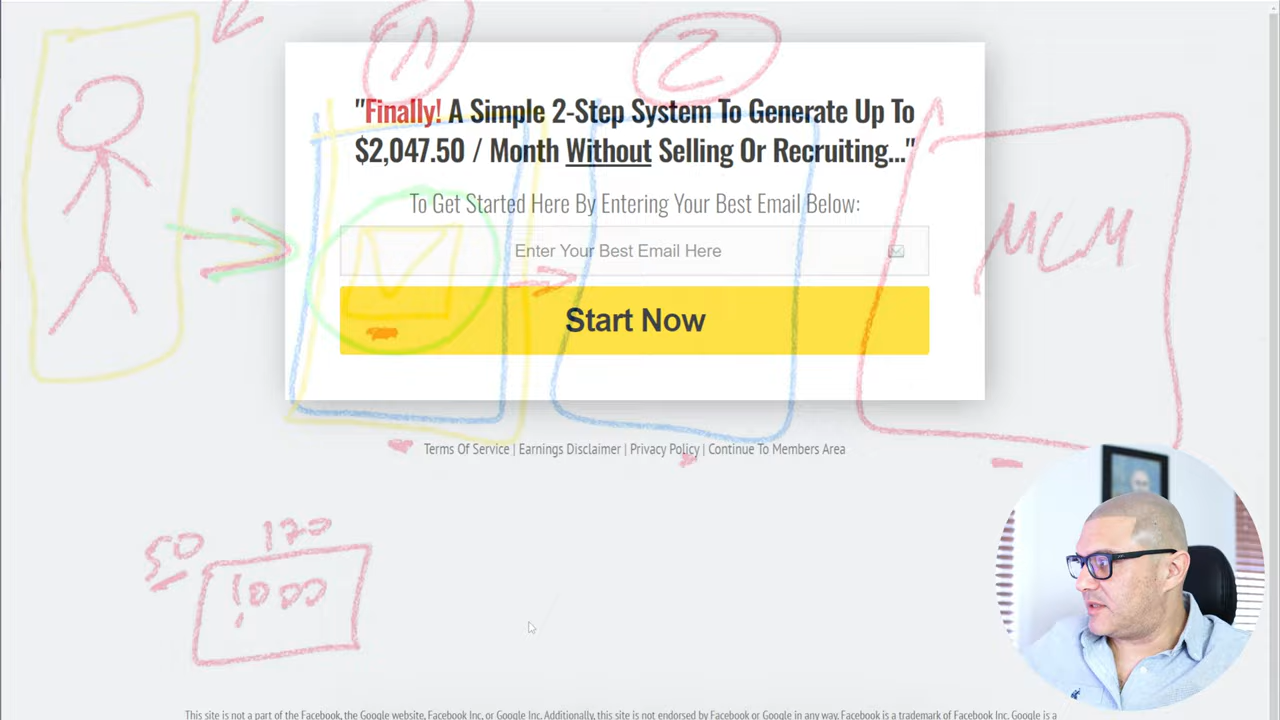 1
2
"Finally! A Simple 2-Step System To Generate Up To
$2,047.50 / Month Without Selling Or Recruiting..."
To Get Started Here By Entering Your Best Email Below:
Enter Your Best Email Here
Start Now
MCM
Terms Of Service | Earnings Disclaimer | Privacy Policy | Continue To Members Area
50
120
1000
This site is not a part of the Facebook, the Google website, Facebook Inc, or Google Inc. Additionally, this site is not endorsed by Facebook or Google in any way. Facebook is a trademark of Facebook Inc. Google is a